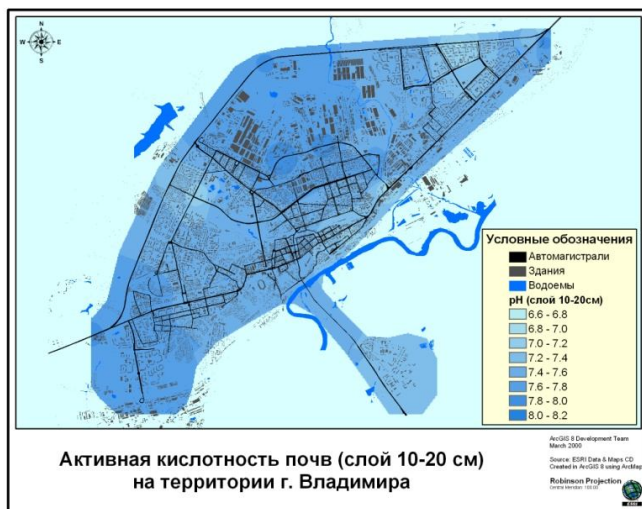 N
W E
S
Условные обозначения
Автомагистрали
Здания
Водоемы
pH (слой 10-20см)
6.6 - 6.8
6.8 - 7.0
7.0 - 7.2
7.2 - 7.4
7.4 - 7.6
7.6 - 7.8
7.8 - 8.0
8.0 - 8.2
Активная кислотность почв (слой 10-20 см)
на территории г. Владимира
ArcGIS 8 Development Team
March 2000
Source: ESRI Data & Maps CD
Created in ArcGIS 8 using ArcMap
Robinson Projection
Central Meridian: